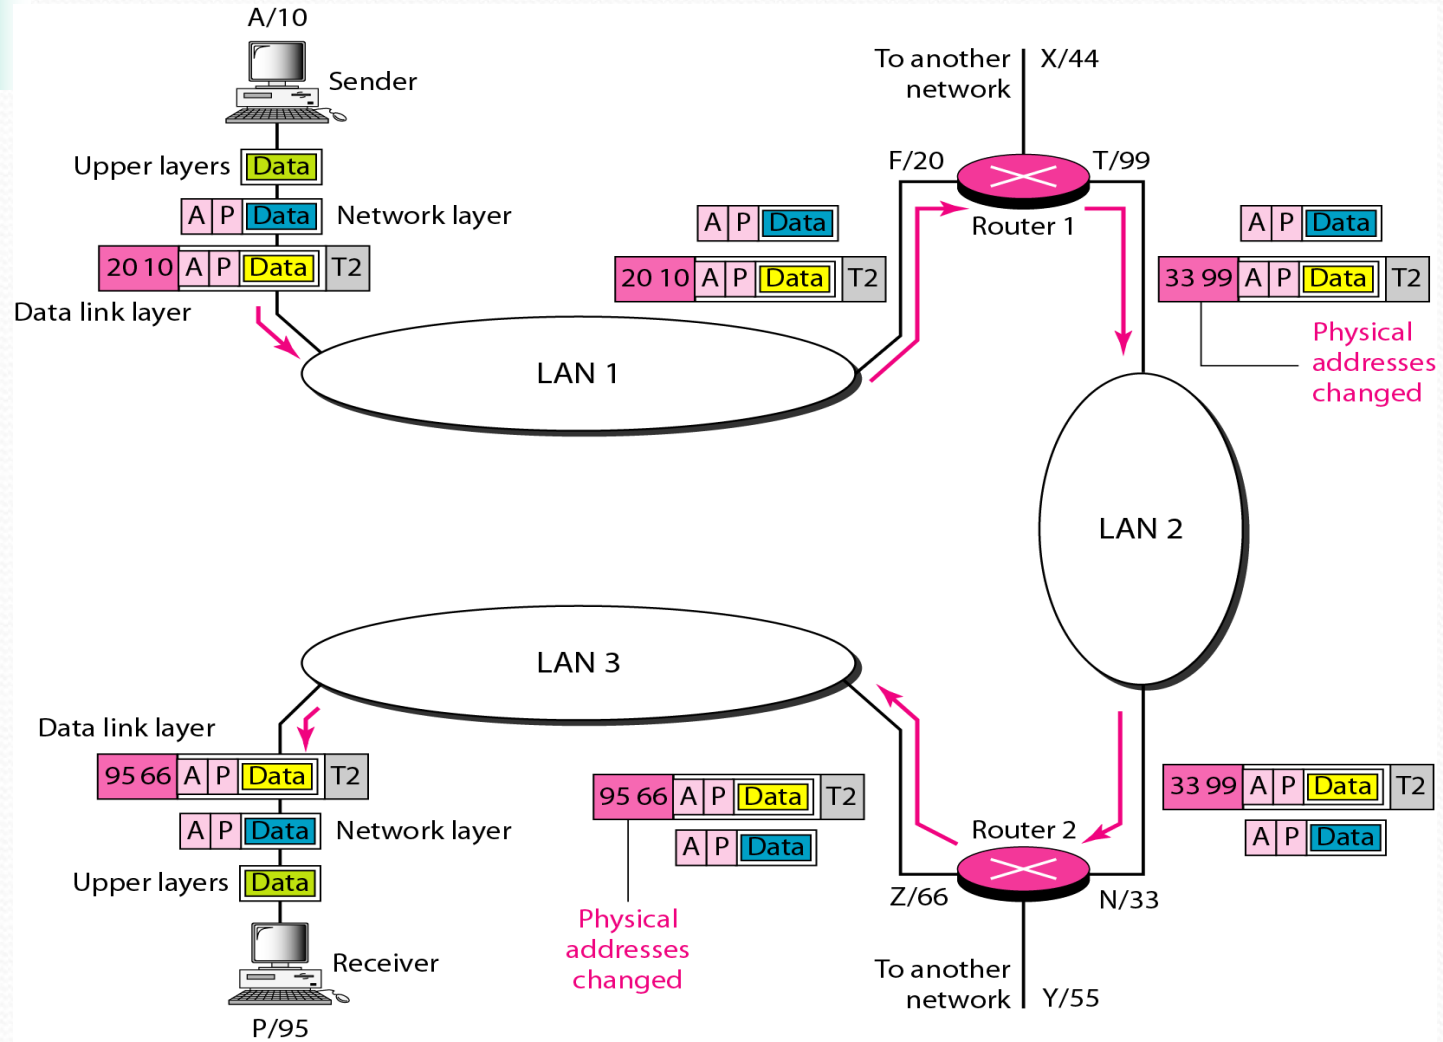 A/10
Sender
Upper layers Data
A P Data Network layer
20 10 A P Data T2
Data link layer
LAN 1
To another
network
X/44
F/20
T/99
Router 1
A P Data
20 10 A P Data T2
A P Data
33 99 A P Data T2
Physical
addresses
changed
LAN 2
LAN 3
Data link layer
95 66 A P Data T2
A P Data Network layer
Upper layers Data
Receiver
P/95
95 66 A P Data T2
A P Data
Physical
addresses
changed
Router 2
Z/66
N/33
33 99 A P Data T2
A P Data
To another
network
Y/55